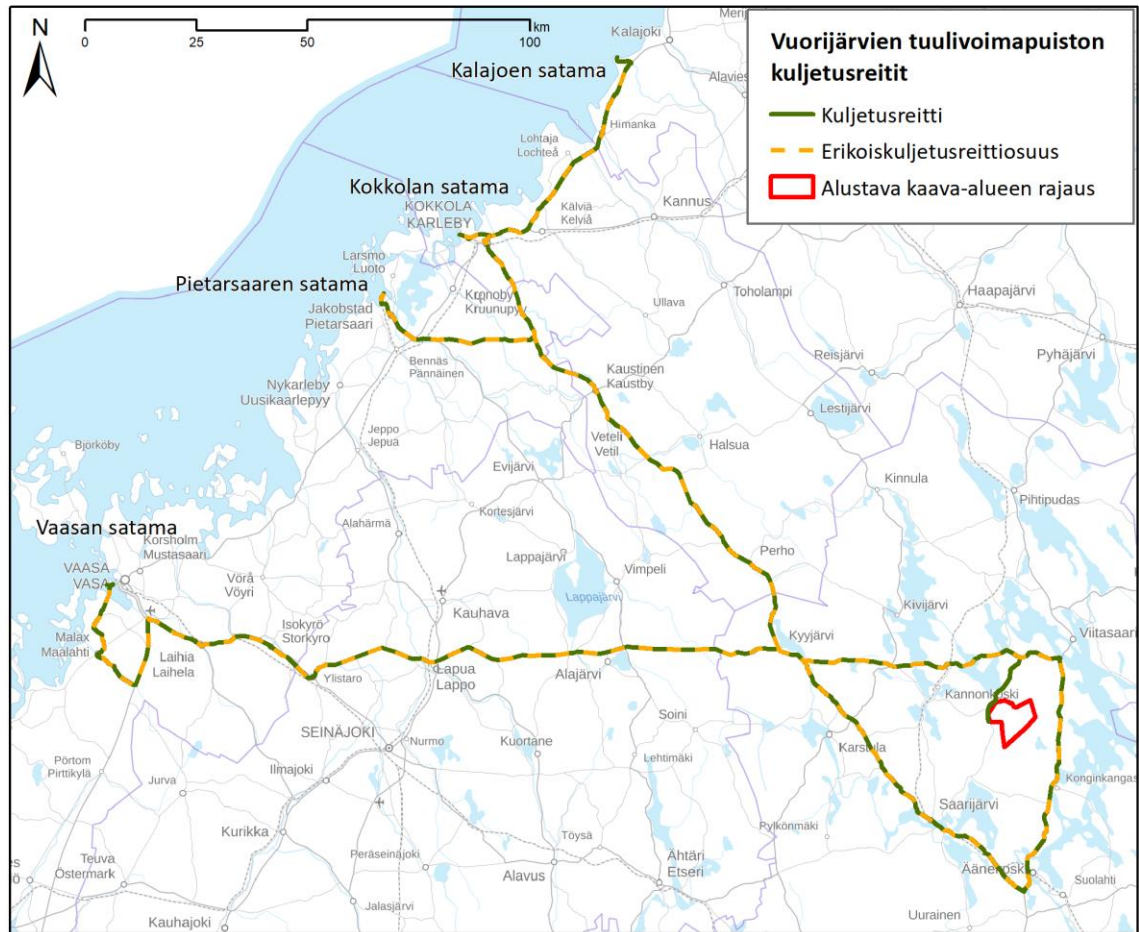 N
km
0
25
50
100
Vuorijärvien tuulivoimapuiston
kuljetusreitit
Kuljetusreitti
Erikoiskuljetusreittiosuus
Alustava kaava-alueen rajaus
Merij
Kalajoki
Kalajoen satama
Alavies
Himanka
Lohtaja
Lochteå
Kokkolan satama
KOKKOLA
KARLEBY
Kälviä
Kelviå
Kannus
Larsmo
Luoto
Pietarsaaren satama
Jakobstad
Pietarsaari
Kronoby
Kruunupy
Ullava
Toholampi
Haapajärvi
Pyhäjärvi
Bennäs
Pännäinen
Kaustinen
Kaustby
Reisjärvi
Nykarleby
Uusikaarlepyy
Lestijärvi
Jeppo
Jepua
Veteli
Vetil
Halsua
Björköby
Evijärvi
Kinnula
Pihtipudas
Kortesjärvi
Vaasan satama
Korsholm
Mustasaari
Alahärmä
Perho
VAASA
VASA
Vörå
Vöyri
Lappajärvi
Vimpeli
Lappajärvi
Kauhava
Kivijärvi
Isokyrö
Storkyro
Malax
Maalahti
Kyyjärvi
Viitasaari
Laihia
Laihela
Ylistaro
Lapua
Lappo
Alajärvi
Kannonkoski
Soini
SEINÄJOKI
Nurmo
Kuortane
Lehtimäki
Karstula
Pörtom
Pirttikylä
Jurva
Ilmajoki
Konginkangas
Saarijärvi
Kurikka
Töysä
Pylkönmäki
Teuva
Östermark
Peräseinäjoki
Alavus
Ähtäri
Etseri
Äänekoski
Suolahti
Kauhajoki
Jalasjärvi
Uurainen